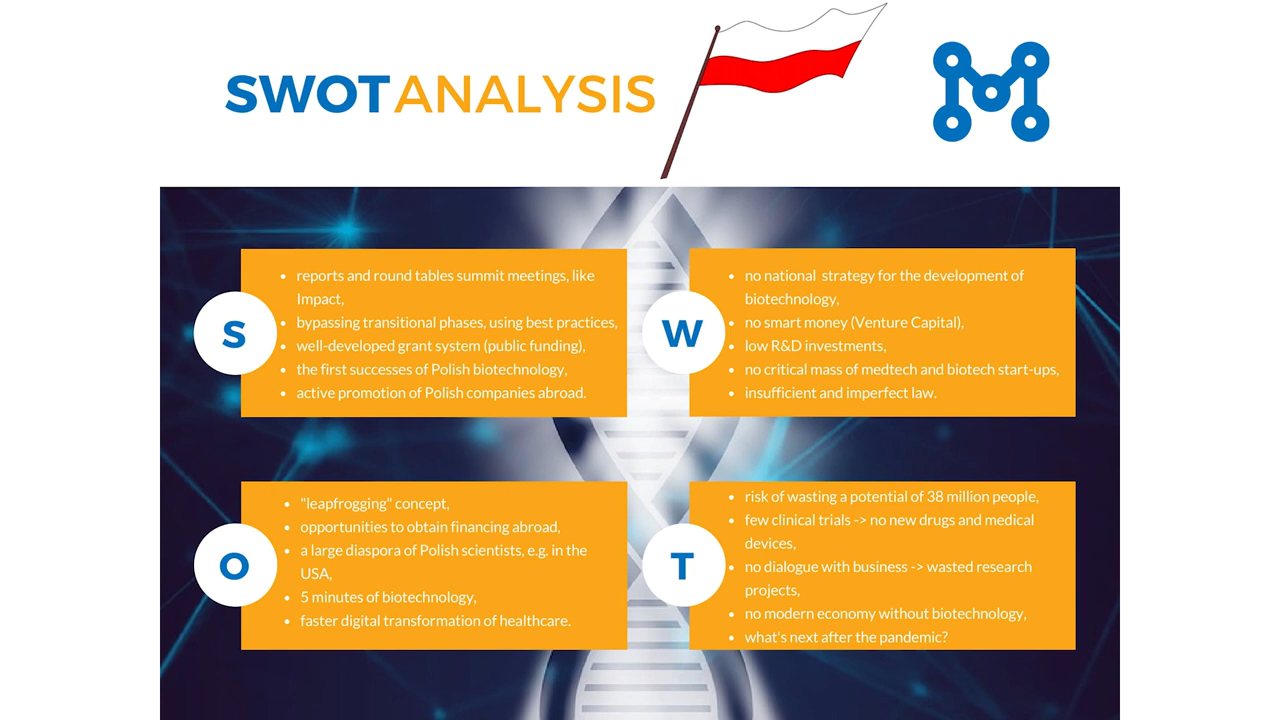 SWOT ANALYSIS
S
• reports and round tables summit meetings, like
Impact,
• bypassing transitional phases, using best practices,
• well-developed grant system (public funding),
• the first successes of Polish biotechnology,
• active promotion of Polish companies abroad.
W
• no national  strategy for the development of
biotechnology,
• no smart money (Venture Capital),
• low R&D investments,
• no critical mass of medtech and biotech start-ups,
• insufficient and imperfect law.
O
• "leapfrogging" concept,
• opportunities to obtain financing abroad,
• a large diaspora of Polish scientists, e.g. in the
USA,
• 5 minutes of biotechnology,
• faster digital transformation of healthcare.
T
• risk of wasting a potential of 38 million people,
• few clinical trials -> no new drugs and medical
devices,
• no dialogue with business -> wasted research
projects,
• no modern economy without biotechnology,
• what's next after the pandemic?